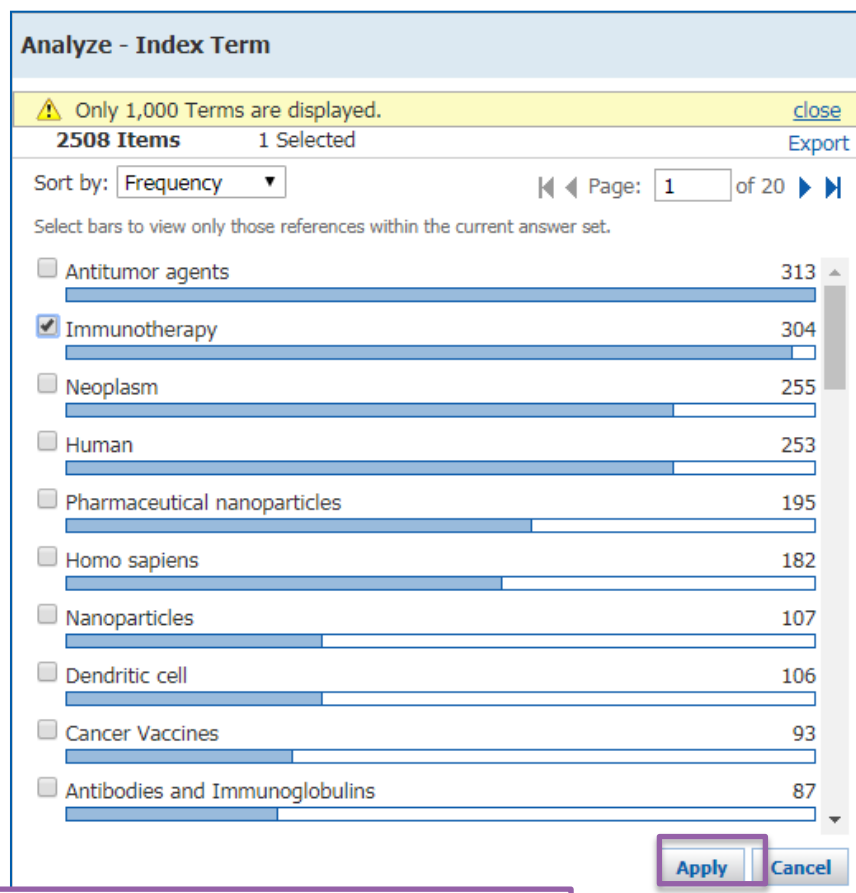 Analyze - Index Term
Only 1,000 Terms are displayed. close
2508 Items 1 Selected Export
Sort by: Frequency Page: 1 of 20
Select bars to view only those references within the current answer set.
Antitumor agents 313
Immunotherapy 304
Neoplasm 255
Human 253
Pharmaceutical nanoparticles 195
Homo sapiens 182
Nanoparticles 107
Dendritic cell 106
Cancer Vaccines 93
Antibodies and Immunoglobulins 87
Apply Cancel